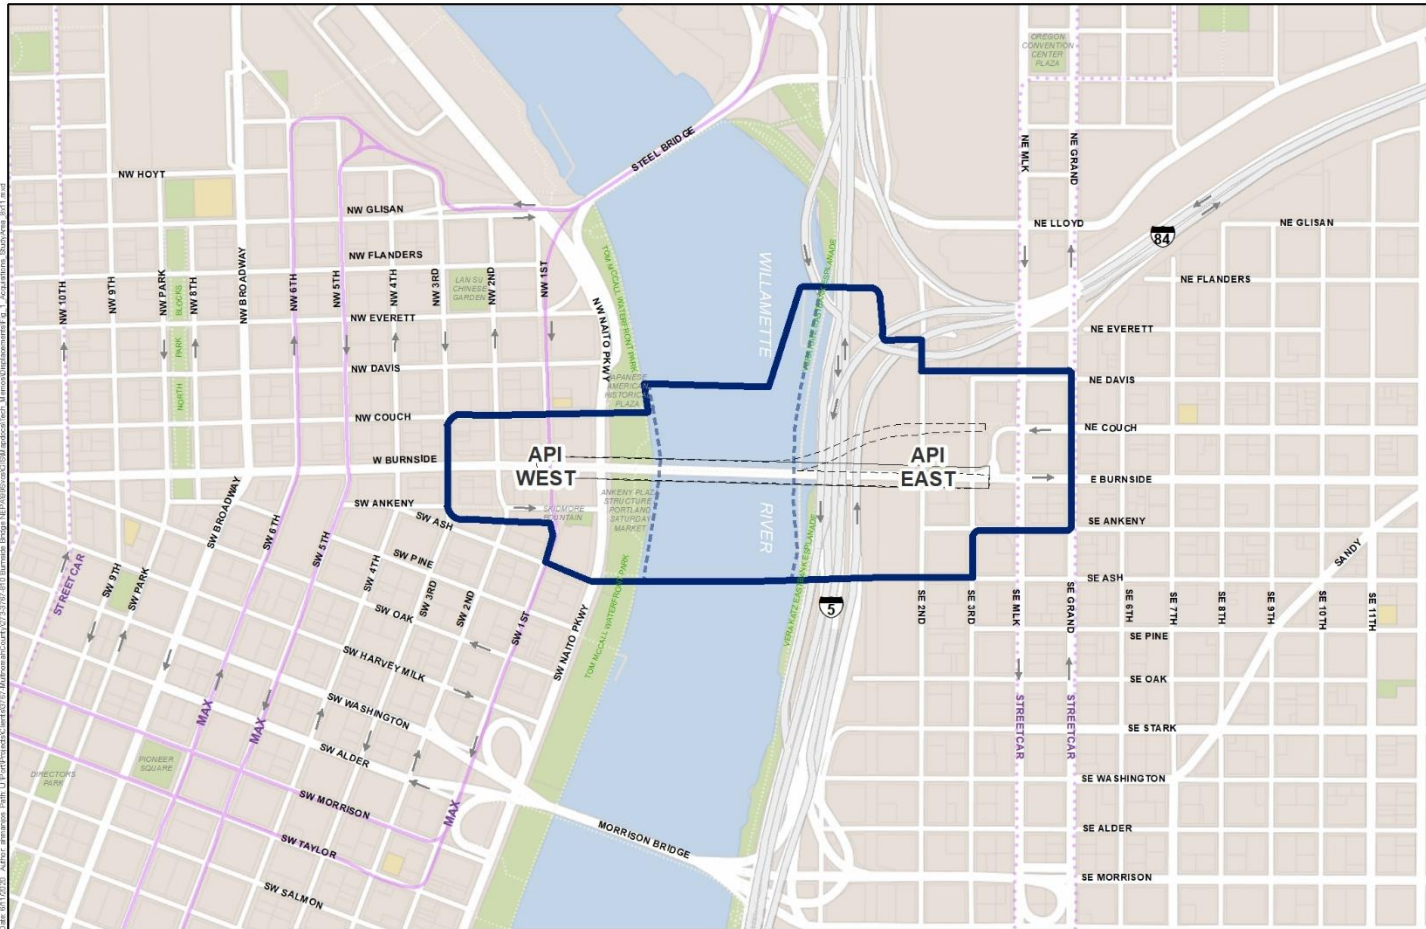 OREGON
CONVENTION
CENTER
PLAZA
STEEL BRIDGE
NE MLK
NE GRAND
NW HOYT
NW GLISAN
NE LLOYD
84
NE GLISAN
NW FLANDERS
NE FLANDERS
NW 10TH
NW 9TH
NW PARK
NORTH PARK BLOCKS
NW 8TH
NW BROADWAY
NW 6TH
NW 5TH
NW 4TH
NW 3RD
LAN SU
CHINESE
GARDEN
NW 2ND
NW 1ST
NW NAITO PKWY
TOM MCCALL WATERFRONT PARK
WILLAMETTE
NW EVERETT
NE EVERETT
NW DAVIS
NE DAVIS
JAPANESE
AMERICAN
HISTORICAL
PLAZA
NW COUCH
NE COUCH
W BURNSIDE
API
WEST
API
EAST
E BURNSIDE
SW ANKENY
ANKENY PLAZA
STRUCTURE
PORTLAND
SATURDAY
MARKET
SKIDMORE
FOUNTAIN
RIVER
SE ANKENY
SW BROADWAY
SW 6TH
SW 5TH
SW ASH
SW PINE
SW 4TH
SW 3RD
SW 2ND
SW OAK
SW 1ST
SANDY
SE ASH
STREETCAR
SW 9TH
SW PARK
SW NAITO PKWY
TOM MCCALL WATERFRONT PARK
VERA KATZ EASTBANK ESPLANADE
5
SE 2ND
SE 3RD
SE MLK
SE GRAND
SE 6TH
SE 7TH
SE 8TH
SE 9TH
SE 10TH
SE 11TH
SE PINE
SW HARVEY MILK
SE OAK
MAX
MAX
SW WASHINGTON
STREETCAR
STREETCAR
SE STARK
SW ALDER
PIONEER
SQUARE
DIRECTORS
PARK
SE WASHINGTON
SW MORRISON
MAX
MORRISON BRIDGE
SE ALDER
SW TAYLOR
SE MORRISON
SW SALMON